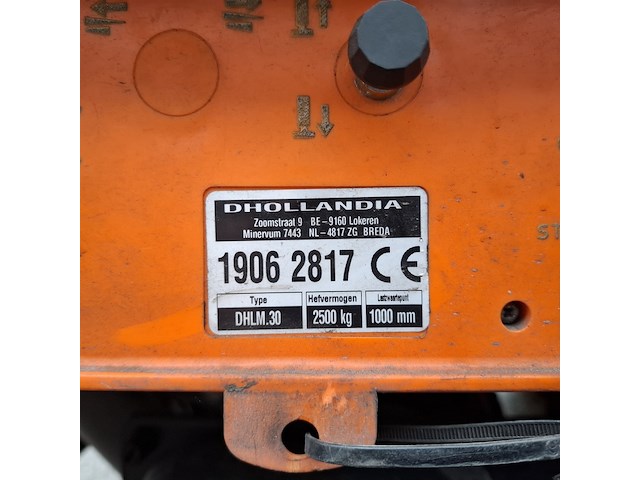 DHOLLANDIA
Zoomstraat 9 BE-9160 Lokeren
Minervum 7443 NL-4817 ZG BREDA
1906 2817 CE
Type Hefvermogen Lastzwaartepunt
DHLM.30 2500 kg 1000 mm
ST